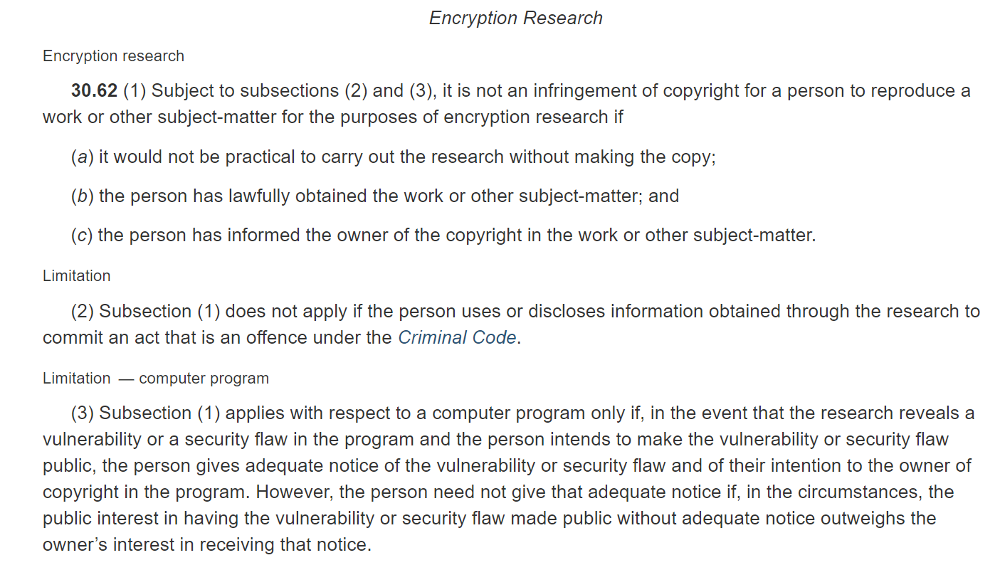 Encryption Research
Encryption research
30.62 (1) Subject to subsections (2) and (3), it is not an infringement of copyright for a person to reproduce a
work or other subject-matter for the purposes of encryption research if
(a) it would not be practical to carry out the research without making the copy;
(b) the person has lawfully obtained the work or other subject-matter; and
(c) the person has informed the owner of the copyright in the work or other subject-matter.
Limitation
(2) Subsection (1) does not apply if the person uses or discloses information obtained through the research to
commit an act that is an offence under the Criminal Code.
Limitation — computer program
(3) Subsection (1) applies with respect to a computer program only if, in the event that the research reveals a
vulnerability or a security flaw in the program and the person intends to make the vulnerability or security flaw
public, the person gives adequate notice of the vulnerability or security flaw and of their intention to the owner of
copyright in the program. However, the person need not give that adequate notice if, in the circumstances, the
public interest in having the vulnerability or security flaw made public without adequate notice outweighs the
owner’s interest in receiving that notice.